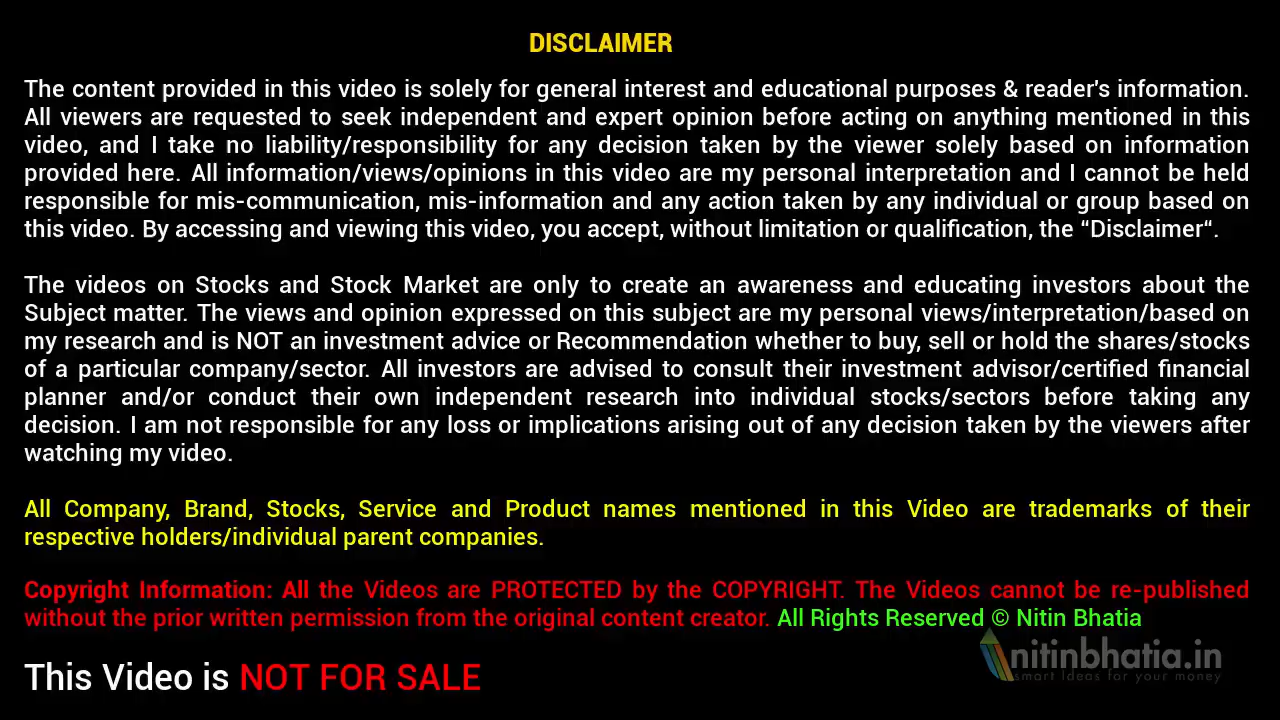 DISCLAIMER
The content provided in this video is solely for general interest and educational purposes & reader's information.
All viewers are requested to seek independent and expert opinion before acting on anything mentioned in this
video, and I take no liability/responsibility for any decision taken by the viewer solely based on information
provided here. All information/views/opinions in this video are my personal interpretation and I cannot be held
responsible for mis-communication, mis-information and any action taken by any individual or group based on
this video. By accessing and viewing this video, you accept, without limitation or qualification, the “Disclaimer“.
The videos on Stocks and Stock Market are only to create an awareness and educating investors about the
Subject matter. The views and opinion expressed on this subject are my personal views/interpretation/based on
my research and is NOT an investment advice or Recommendation whether to buy, sell or hold the shares/stocks
of a particular company/sector. All investors are advised to consult their investment advisor/certified financial
planner and/or conduct their own independent research into individual stocks/sectors before taking any
decision. I am not responsible for any loss or implications arising out of any decision taken by the viewers after
watching my video.
All Company, Brand, Stocks, Service and Product names mentioned in this Video are trademarks of their
respective holders/individual parent companies.
Copyright Information: All the Videos are PROTECTED by the COPYRIGHT. The Videos cannot be re-published
without the prior written permission from the original content creator. All Rights Reserved © Nitin Bhatia
nitinbhatia.in
smart Ideas for your money
This Video is NOT FOR SALE